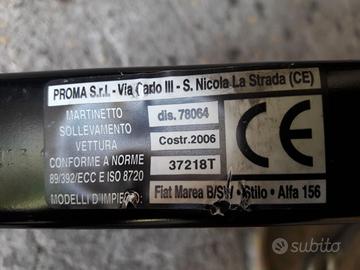 PROMA S.r.l. - Via Carlo III - S. Nicola La Strada (CE)
MARTINETTO
SOLLEVAMENTO
VETTURA
CONFORME A NORME
89/392/ECC E ISO 8720
MODELLI D'IMPIEGO:
dis. 78064
Costr. 2006
37218T
CE
Fiat Marea B/SW • Stilo • Alfa 156
subito